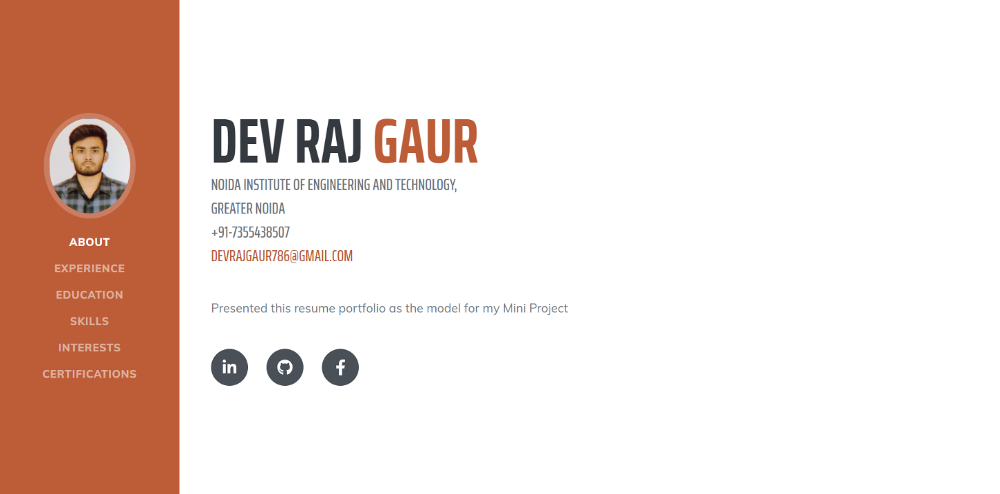 ABOUT
EXPERIENCE
EDUCATION
SKILLS
INTERESTS
CERTIFICATIONS
DEV RAJ GAUR
NOIDA INSTITUTE OF ENGINEERING AND TECHNOLOGY,
GREATER NOIDA
+91-7355438507
DEVRAJGAUR786@GMAIL.COM
Presented this resume portfolio as the model for my Mini Project